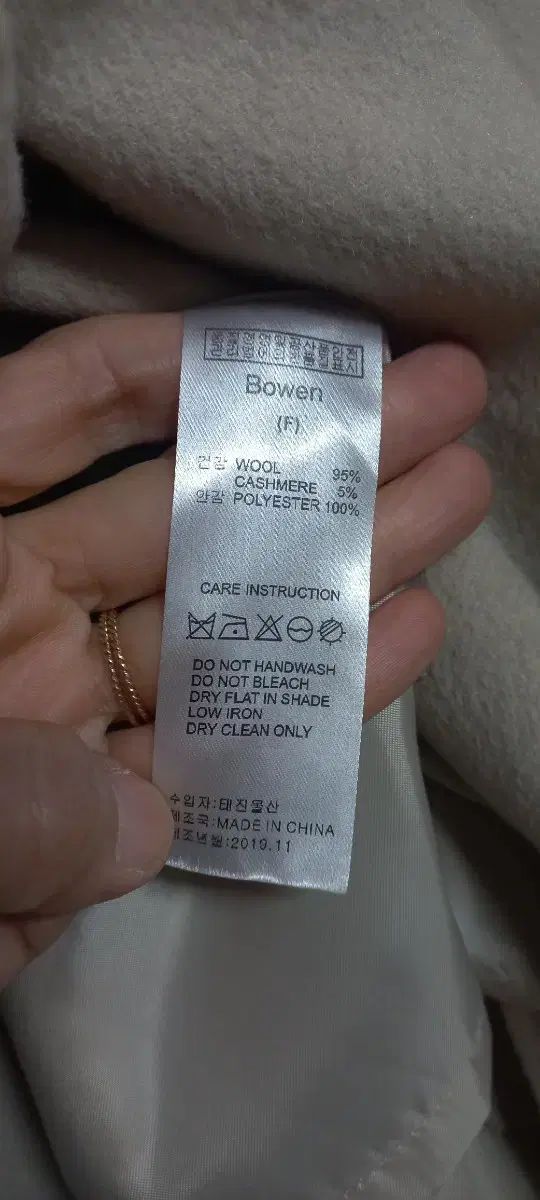 Bowen
(F)
겉감 WOOL 95%
CASHMERE 5%
안감 POLYESTER 100%
CARE INSTRUCTION
DO NOT HANDWASH
DO NOT BLEACH
DRY FLAT IN SHADE
LOW IRON
DRY CLEAN ONLY
수입자:태진물산
제조국:MADE IN CHINA
제조년월:2019.11